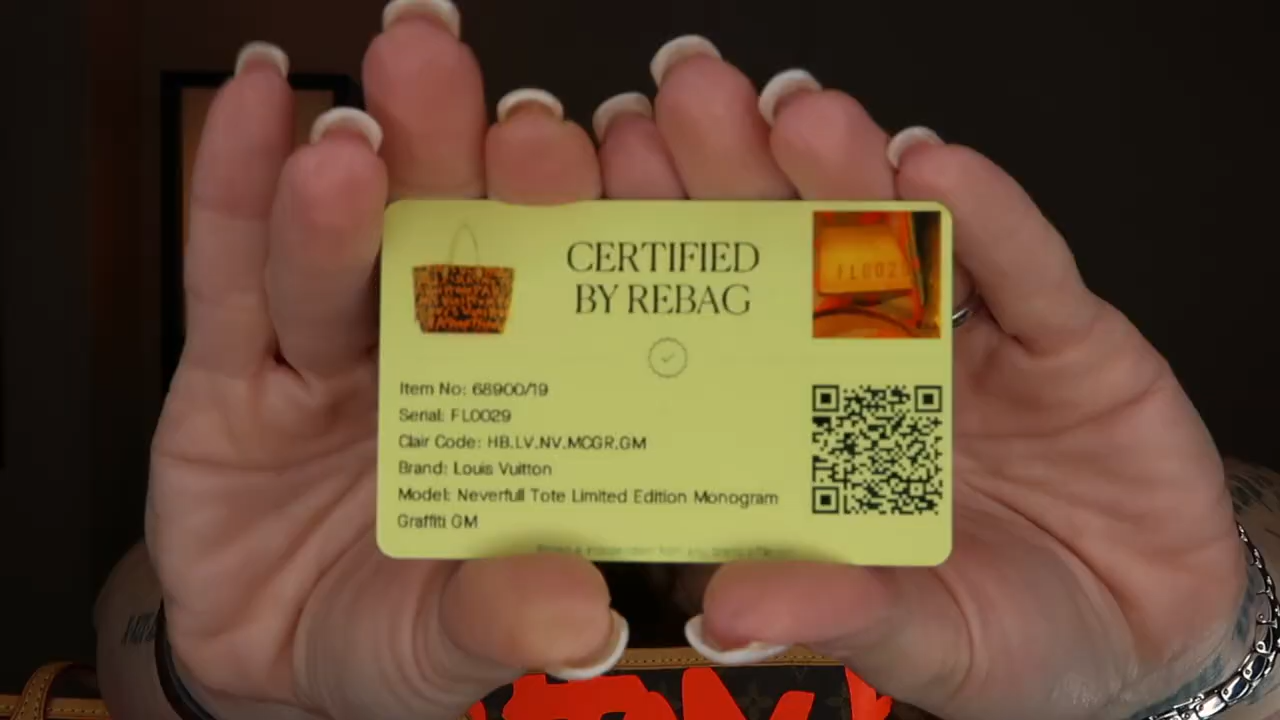 CERTIFIED
BY REBAG
FL002
Item No: 68900/19
Serial: FL0029
Clair Code: HB.LV.NV.MCGR.GM
Brand: Louis Vuitton
Model: Neverfull Tote Limited Edition Monogram
Graffiti GM